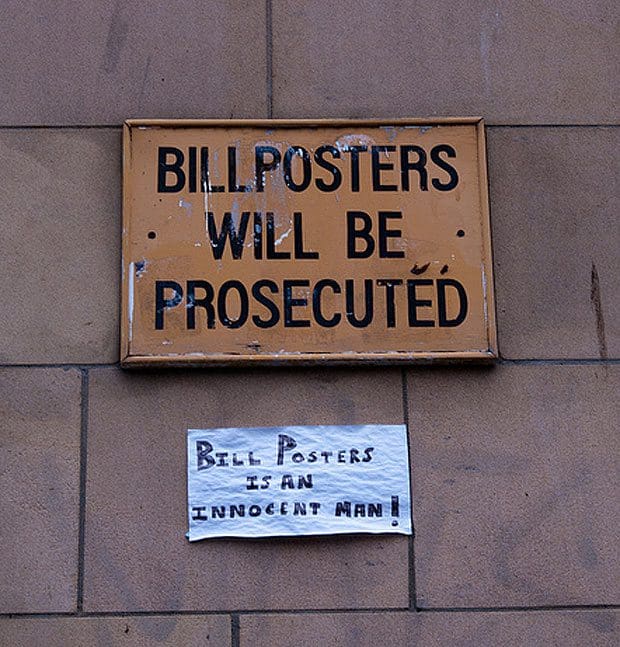 BILLPOSTERS
WILL BE
PROSECUTED
BILL POSTERS
IS AN
INNOCENT MAN!